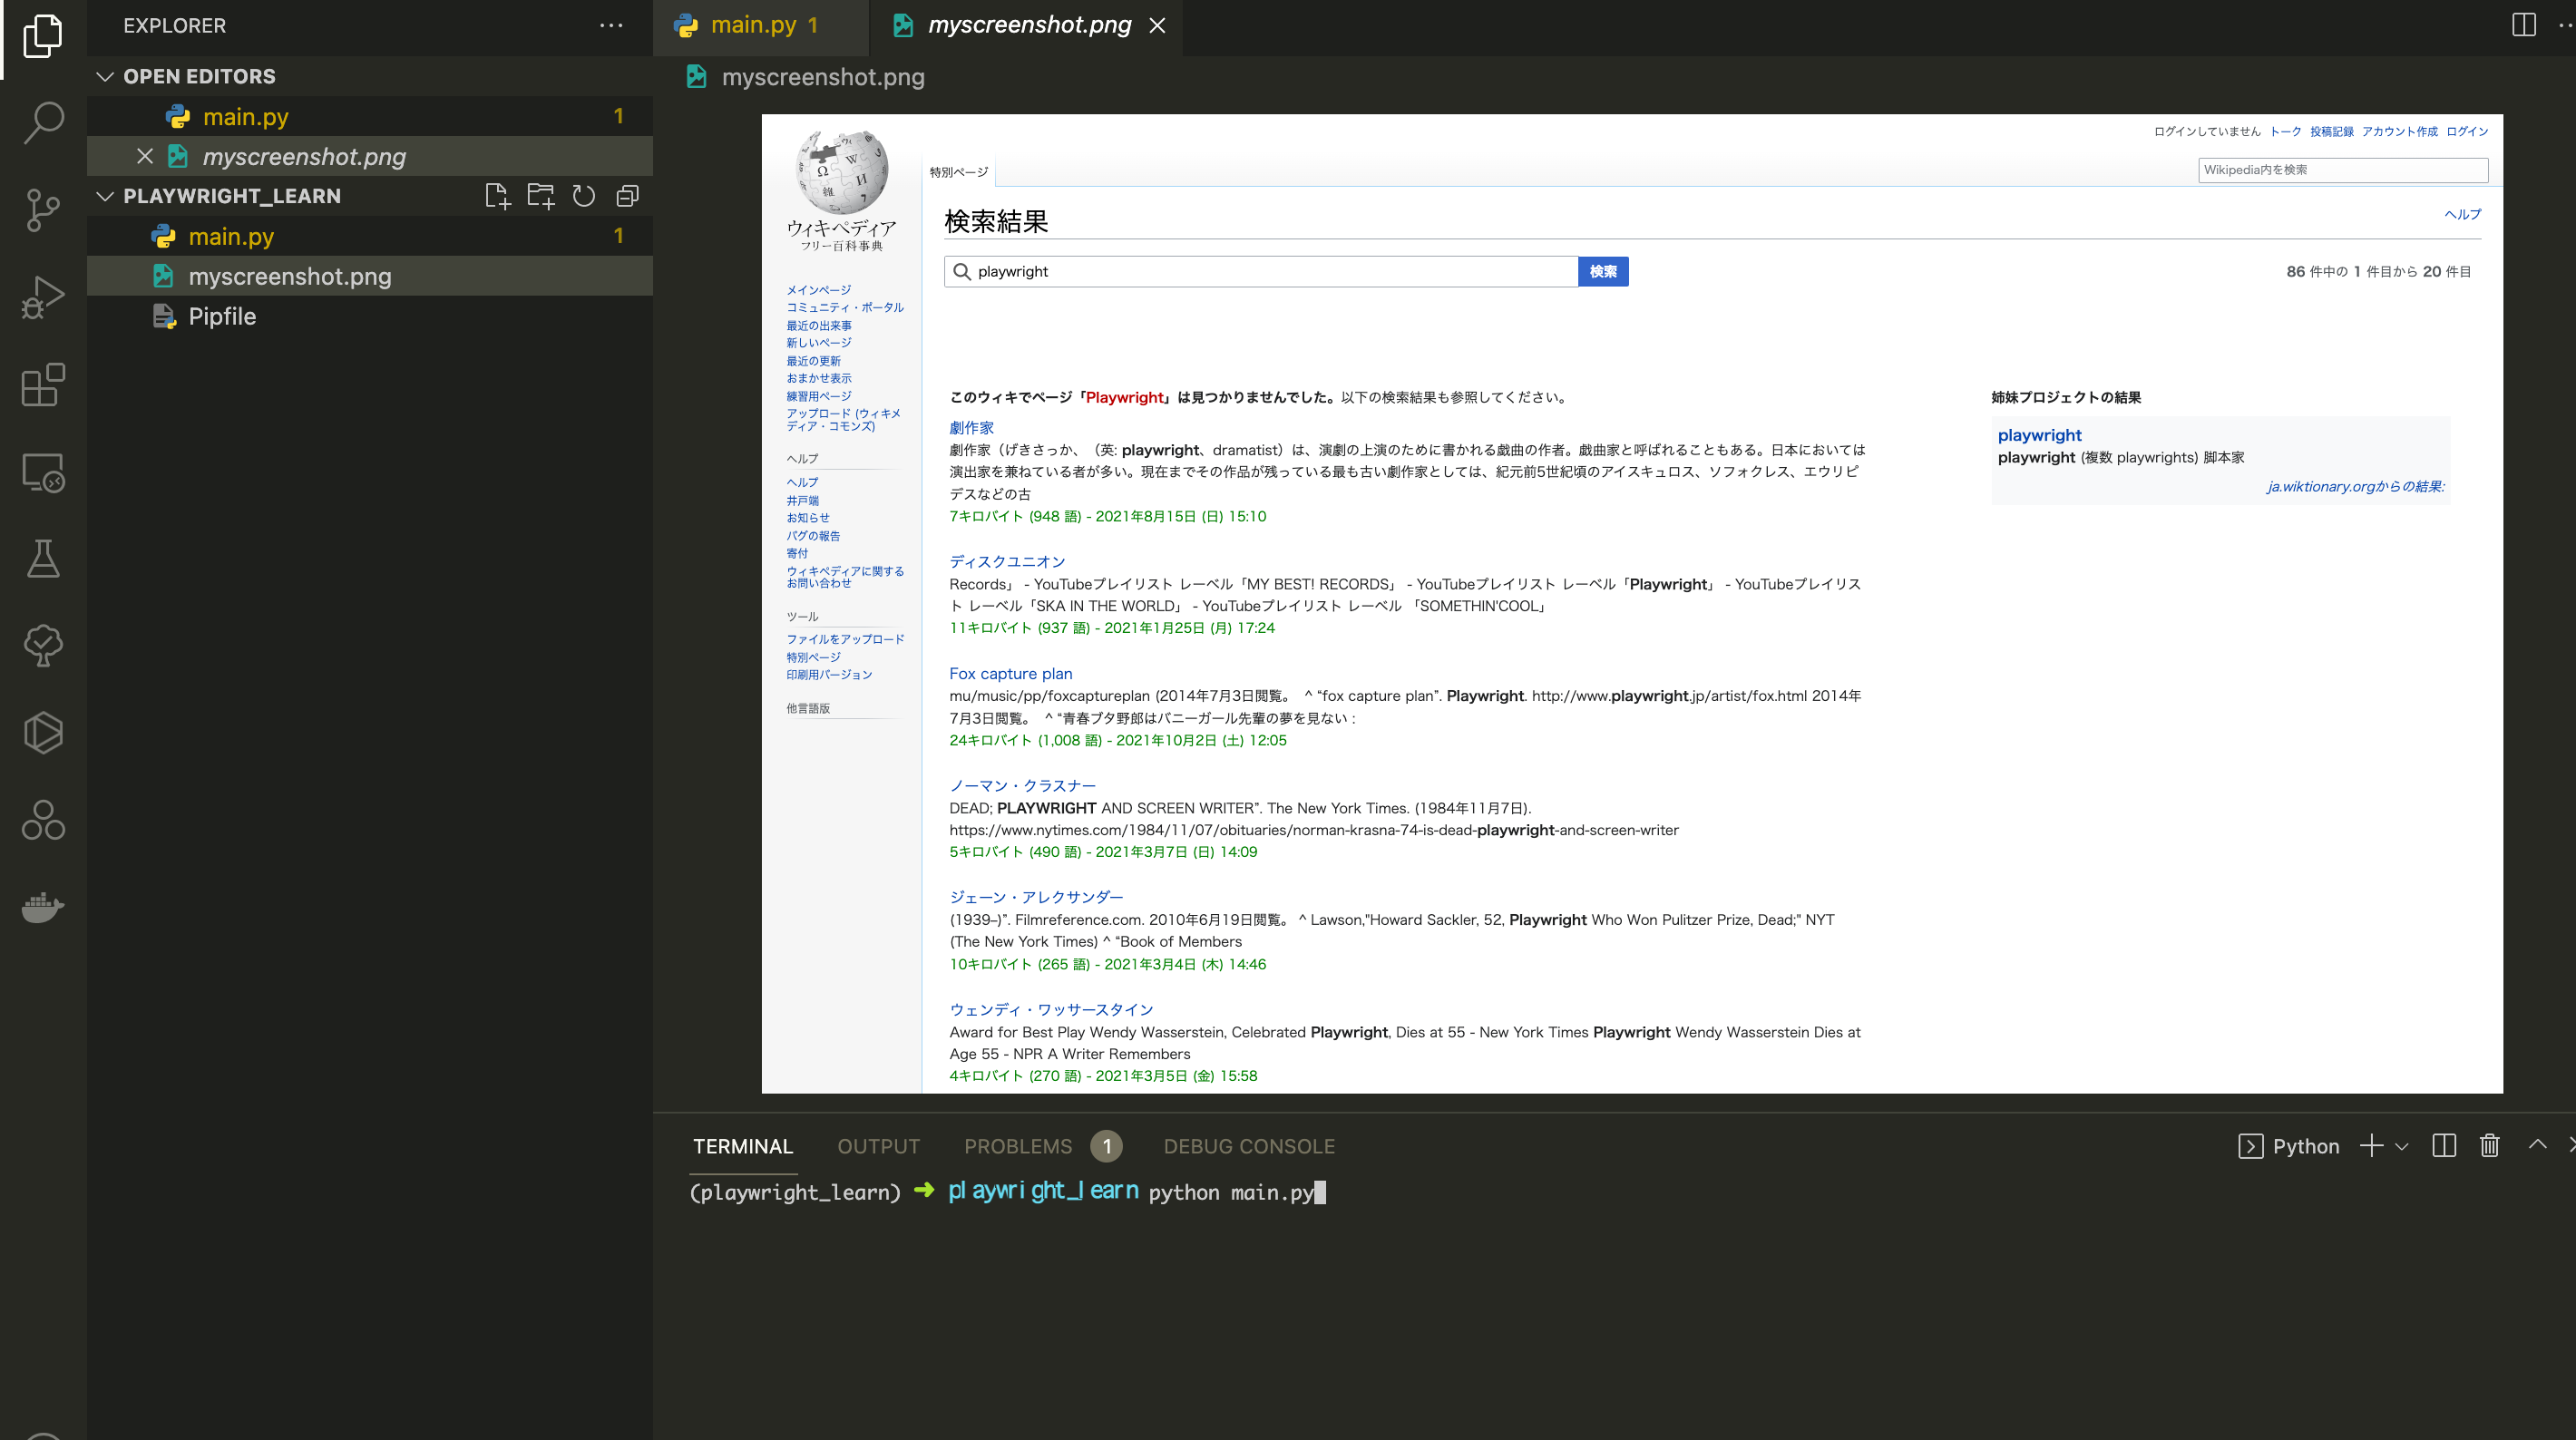 EXPLORER
OPEN EDITORS
main.py 1
myscreenshot.png
PLAYWRIGHT_LEARN
main.py 1
myscreenshot.png
Pipfile
main.py 1
myscreenshot.png
myscreenshot.png
ウィキペディア
フリー百科事典
メインページ
コミュニティ・ポータル
最近の出来事
新しいページ
最近の更新
おまかせ表示
練習用ページ
アップロード (ウィキメ
ディア・コモンズ)
ヘルプ
ヘルプ
井戸端
お知らせ
バグの報告
寄付
ウィキペディアに関する
お問い合わせ
ツール
ファイルをアップロード
特別ページ
印刷用バージョン
他言語版
ログインしていません トーク 投稿記録 アカウント作成 ログイン
特別ページ
Wikipedia内を検索
検索結果
ヘルプ
playwright
検索
86 件中の 1 件目から 20 件目
このウィキでページ「Playwright」は見つかりませんでした。以下の検索結果も参照してください。
劇作家
劇作家（げきさっか、（英: playwright、dramatist）は、演劇の上演のために書かれる戯曲の作者。戯曲家と呼ばれることもある。日本においては
演出家を兼ねている者が多い。現在までその作品が残っている最も古い劇作家としては、紀元前5世紀頃のアイスキュロス、ソフォクレス、エウリピ
デスなどの古
7キロバイト (948 語) - 2021年8月15日 (日) 15:10
ディスクユニオン
Records」 - YouTubeプレイリスト レーベル「MY BEST! RECORDS」 - YouTubeプレイリスト レーベル「Playwright」 - YouTubeプレイリス
ト レーベル「SKA IN THE WORLD」 - YouTubeプレイリスト レーベル 「SOMETHIN'COOL」
11キロバイト (937 語) - 2021年1月25日 (月) 17:24
Fox capture plan
mu/music/pp/foxcaptureplan (2014年7月3日閲覧。 ^ “fox capture plan”. Playwright. http://www.playwright.jp/artist/fox.html 2014年
7月3日閲覧。 ^ “青春ブタ野郎はバニーガール先輩の夢を見ない :
24キロバイト (1,008 語) - 2021年10月2日 (土) 12:05
ノーマン・クラスナー
DEAD; PLAYWRIGHT AND SCREEN WRITER”. The New York Times. (1984年11月7日).
https://www.nytimes.com/1984/11/07/obituaries/norman-krasna-74-is-dead-playwright-and-screen-writer
5キロバイト (490 語) - 2021年3月7日 (日) 14:09
ジェーン・アレクサンダー
(1939–)”. Filmreference.com. 2010年6月19日閲覧。 ^ Lawson,"Howard Sackler, 52, Playwright Who Won Pulitzer Prize, Dead;" NYT
(The New York Times) ^ “Book of Members
10キロバイト (265 語) - 2021年3月4日 (木) 14:46
ウェンディ・ワッサースタイン
Award for Best Play Wendy Wasserstein, Celebrated Playwright, Dies at 55 - New York Times Playwright Wendy Wasserstein Dies at
Age 55 - NPR A Writer Remembers
4キロバイト (270 語) - 2021年3月5日 (金) 15:58
姉妹プロジェクトの結果
playwright
playwright (複数 playwrights) 脚本家
ja.wiktionary.orgからの結果:
TERMINAL OUTPUT PROBLEMS 1 DEBUG CONSOLE
Python
(playwright_learn) ➜ playwright_learn python main.py